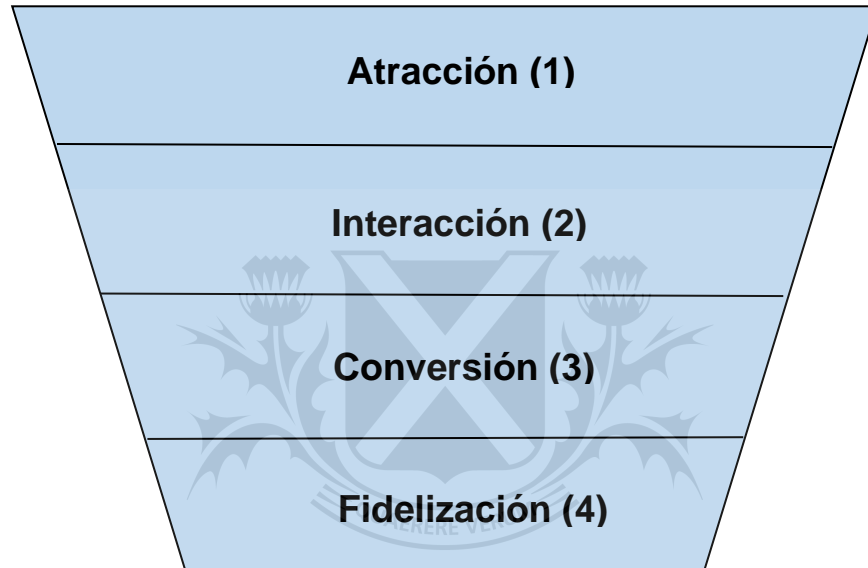 Atracción (1)
Interacción (2)
Conversión (3)
Fidelización (4)